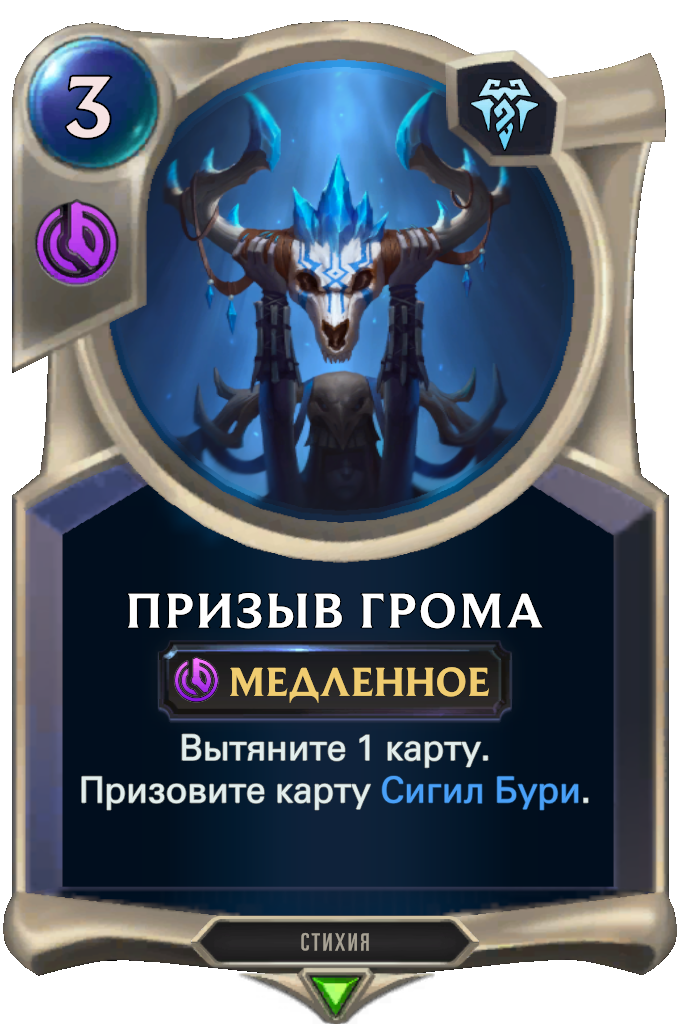 3
ПРИЗЫВ ГРОМА
МЕДЛЕННОЕ
Вытяните 1 карту.
Призовите карту Сигил Бури.
СТИХИЯ